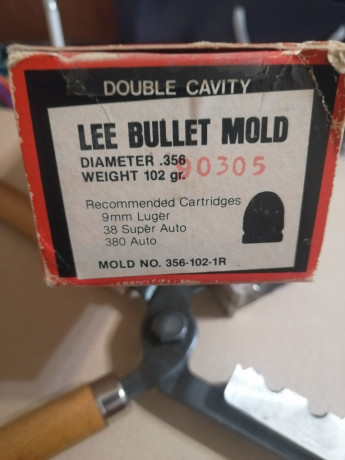 DOUBLE CAVITY
LEE BULLET MOLD
DIAMETER .356
WEIGHT 102 gr. 90305
Recommended Cartridges
9mm Luger
38 Super Auto
380 Auto
MOLD NO. 356-102-1R